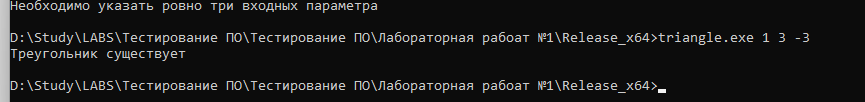 Необходимо указать ровно три входных параметра
D:\Study\LABS\Тестирование ПО\Тестирование ПО\Лабораторная рабоат №1\Release_x64>triangle.exe 1 3 -3
Треугольник существует
D:\Study\LABS\Тестирование ПО\Тестирование ПО\Лабораторная рабоат №1\Release_x64>